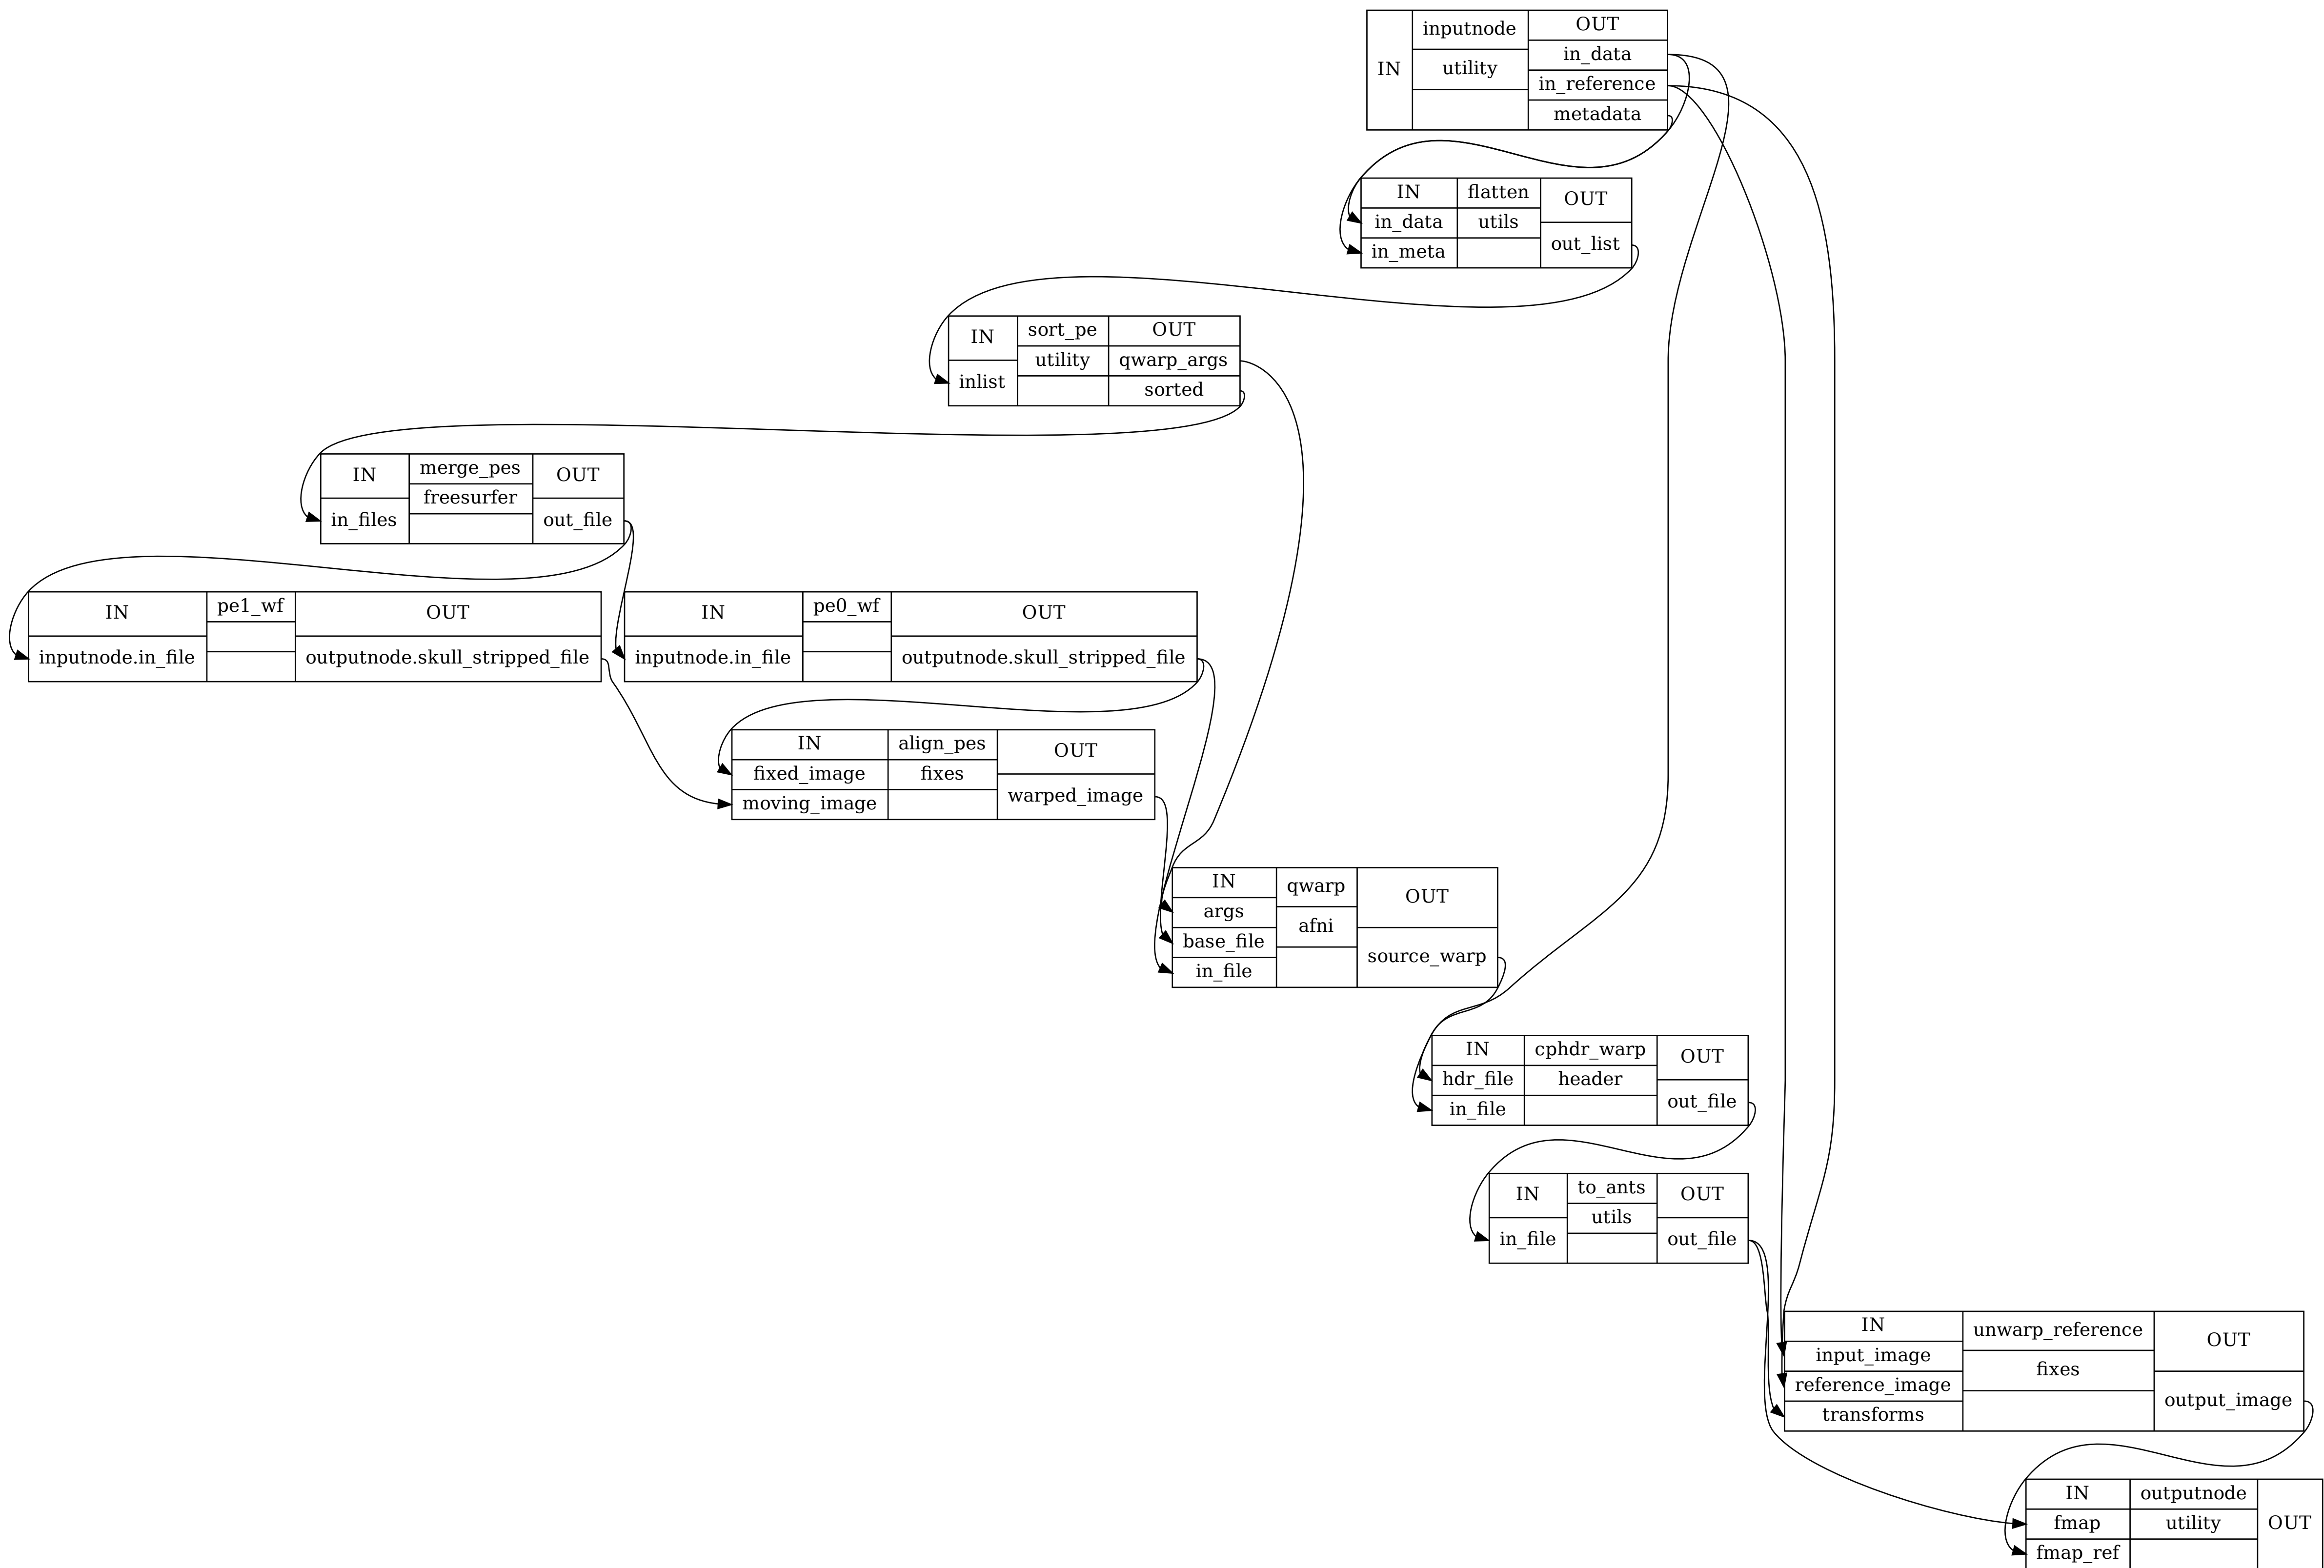 IN
inputnode
utility
OUT
in_data
in_reference
metadata
IN
in_data
in_meta
flatten
utils
OUT
out_list
IN
inlist
sort_pe
utility
OUT
qwarp_args
sorted
IN
in_files
merge_pes
freesurfer
OUT
out_file
IN
inputnode.in_file
pe1_wf
OUT
outputnode.skull_stripped_file
IN
inputnode.in_file
pe0_wf
OUT
outputnode.skull_stripped_file
IN
fixed_image
moving_image
align_pes
fixes
OUT
warped_image
IN
args
base_file
in_file
qwarp
afni
OUT
source_warp
IN
hdr_file
in_file
cphdr_warp
header
OUT
out_file
IN
in_file
to_ants
utils
OUT
out_file
IN
input_image
reference_image
transforms
unwarp_reference
fixes
OUT
output_image
IN
fmap
fmap_ref
outputnode
utility
OUT